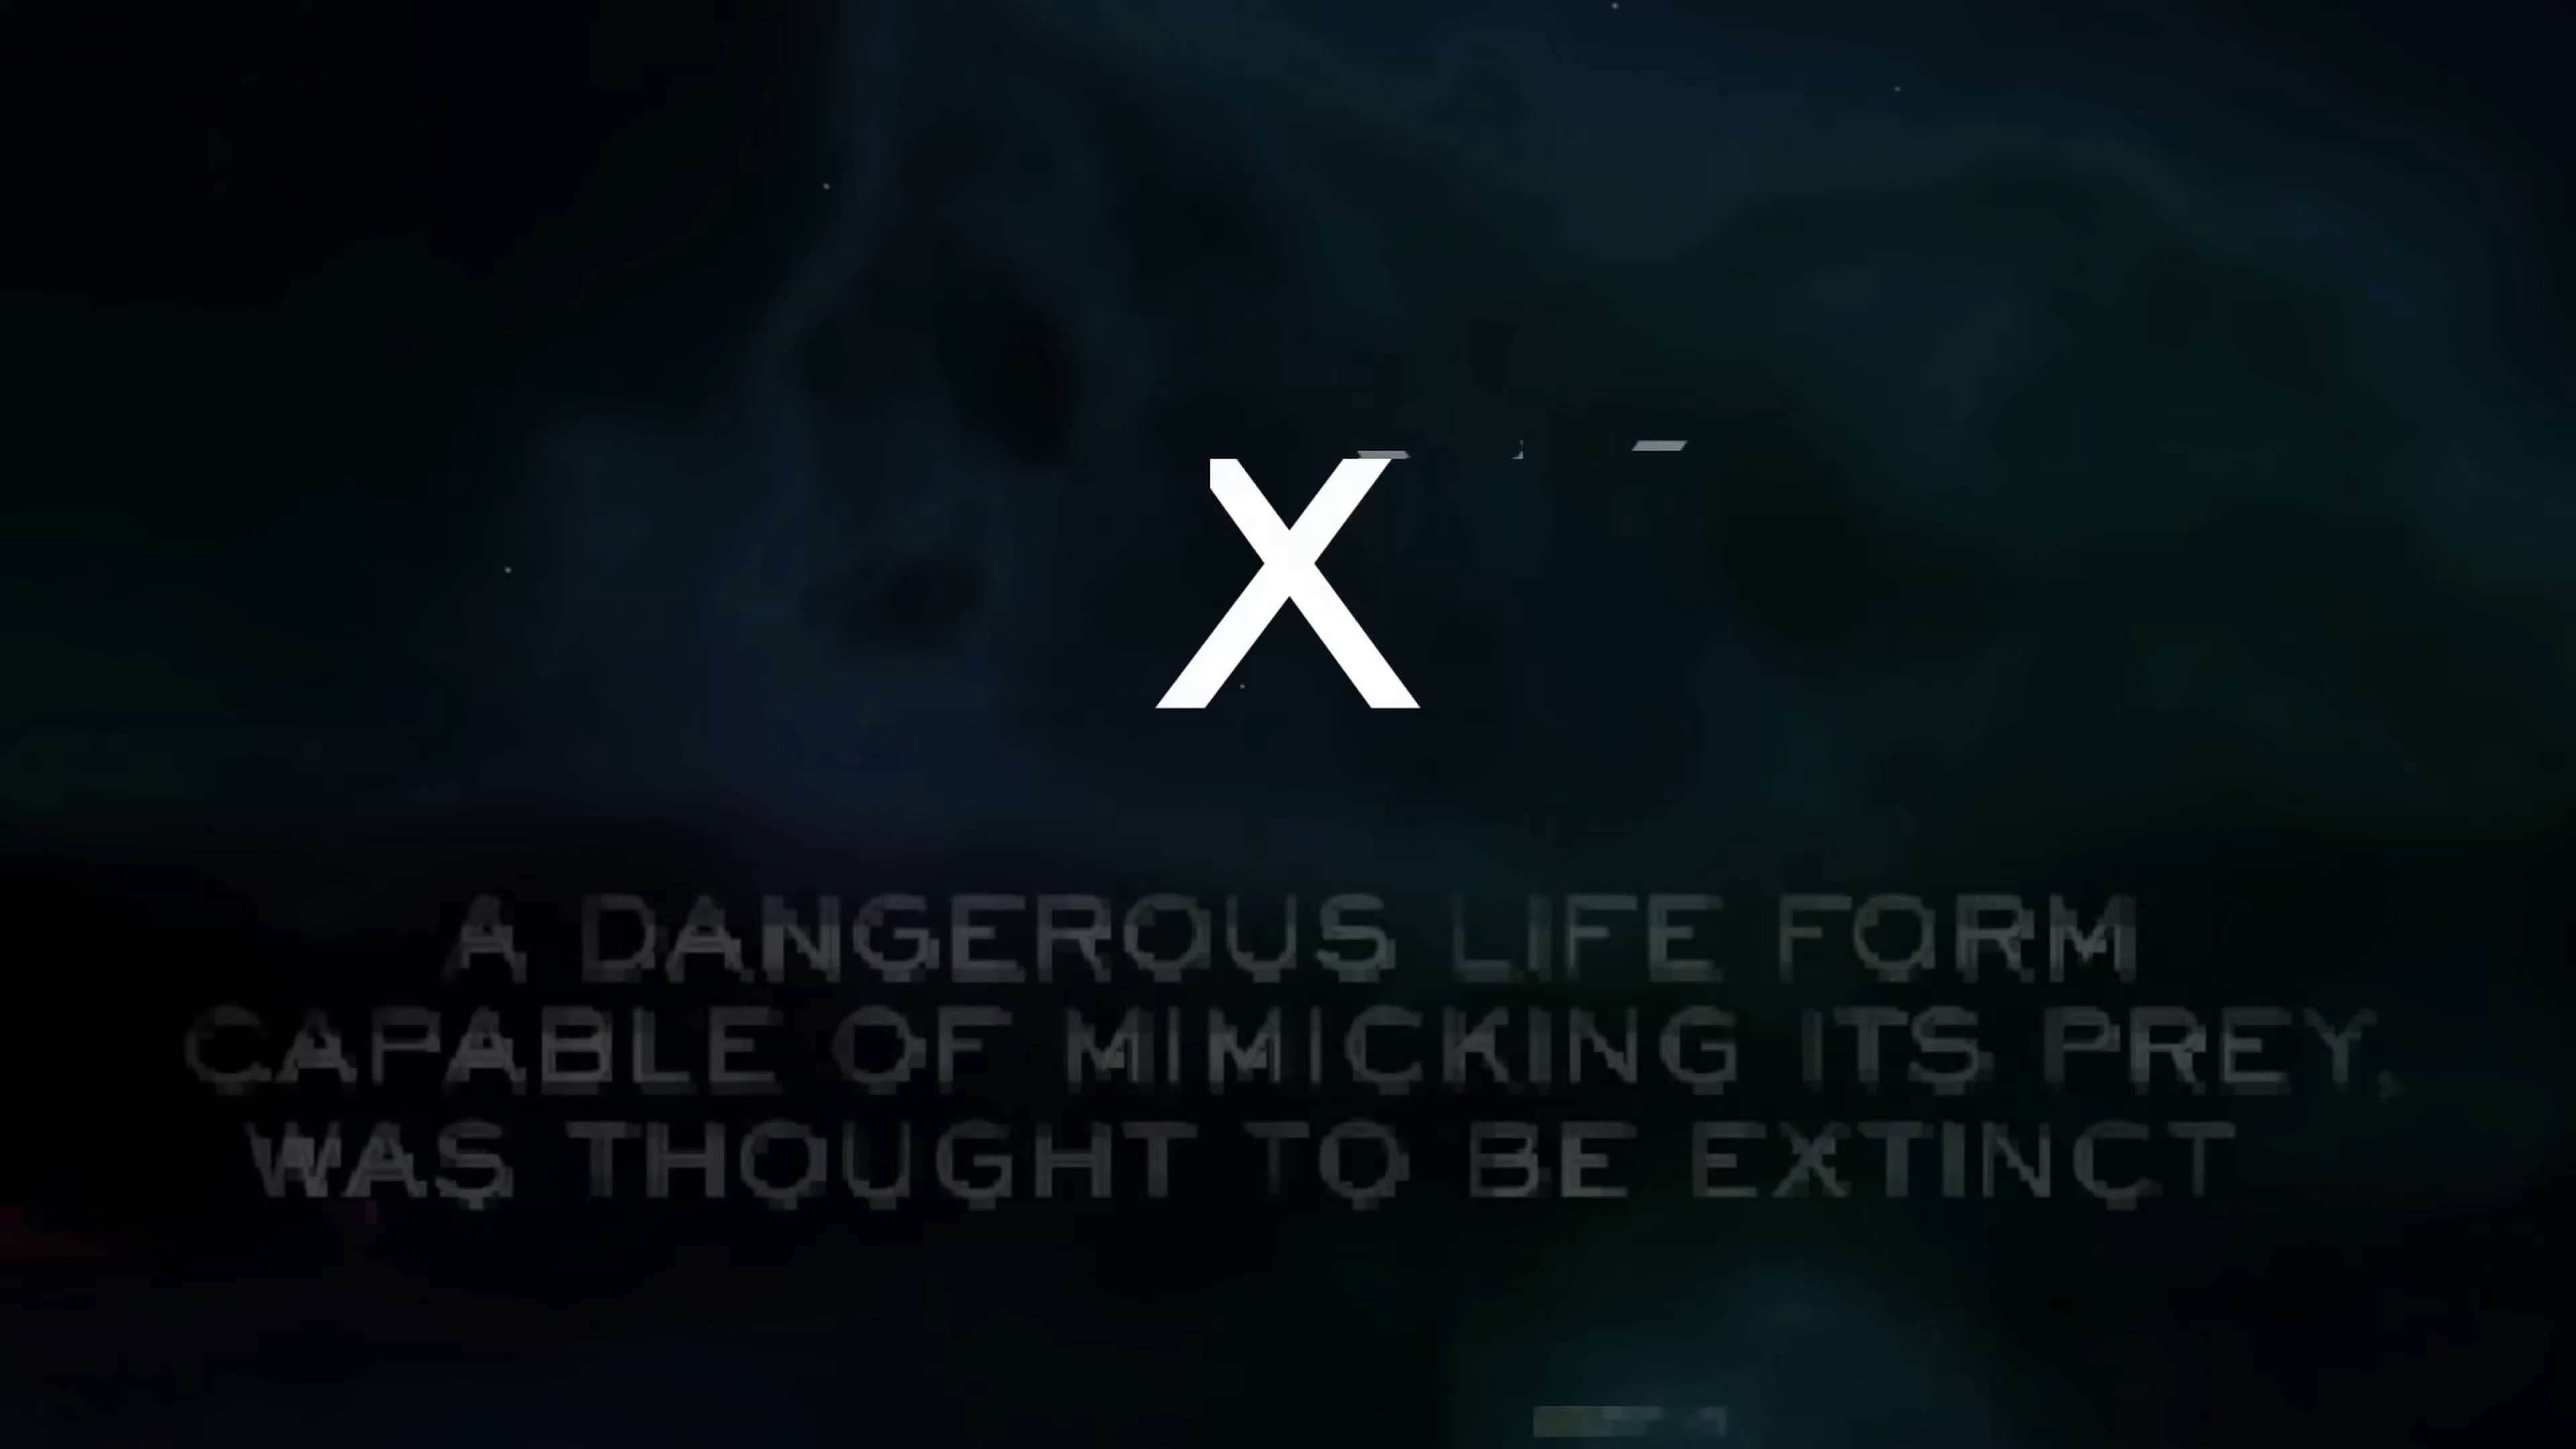 X
A DANGEROUS LIFE FORM
CAPABLE OF MIMICKING ITS PREY,
WAS THOUGHT TO BE EXTINCT